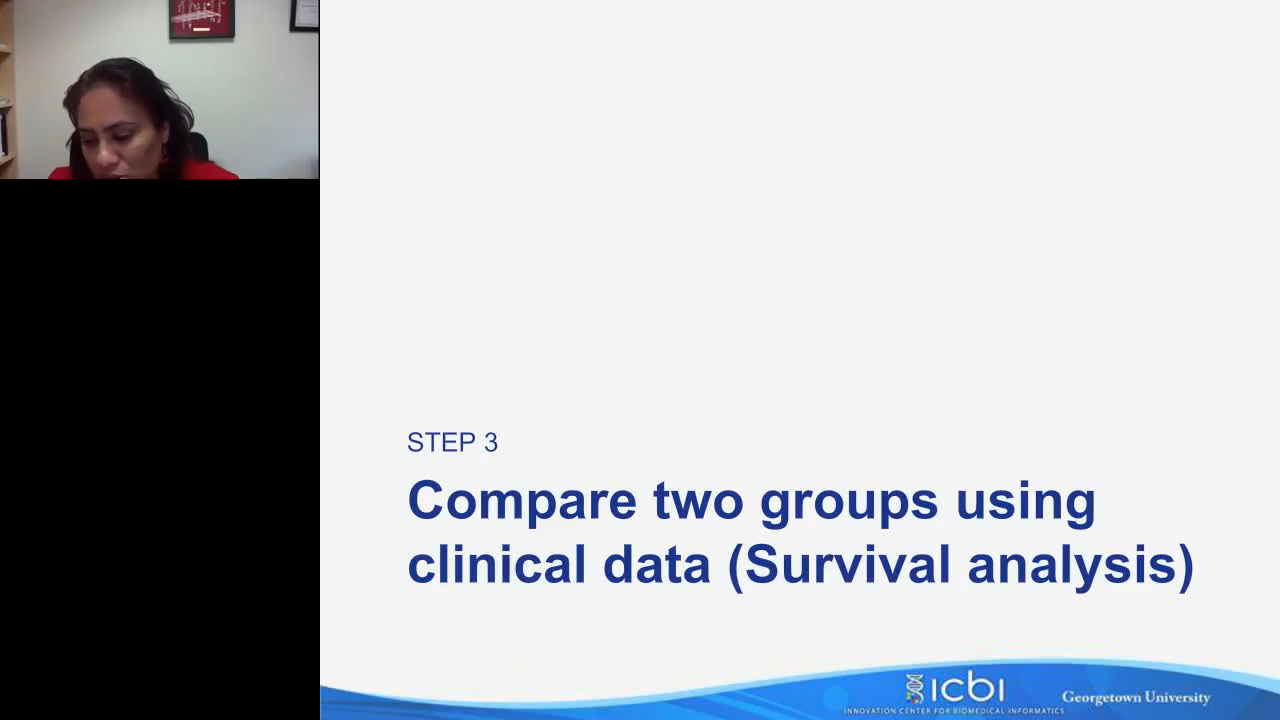 STEP 3
Compare two groups using
clinical data (Survival analysis)
icbi
INNOVATION CENTER FOR BIOMEDICAL INFORMATICS
Georgetown University